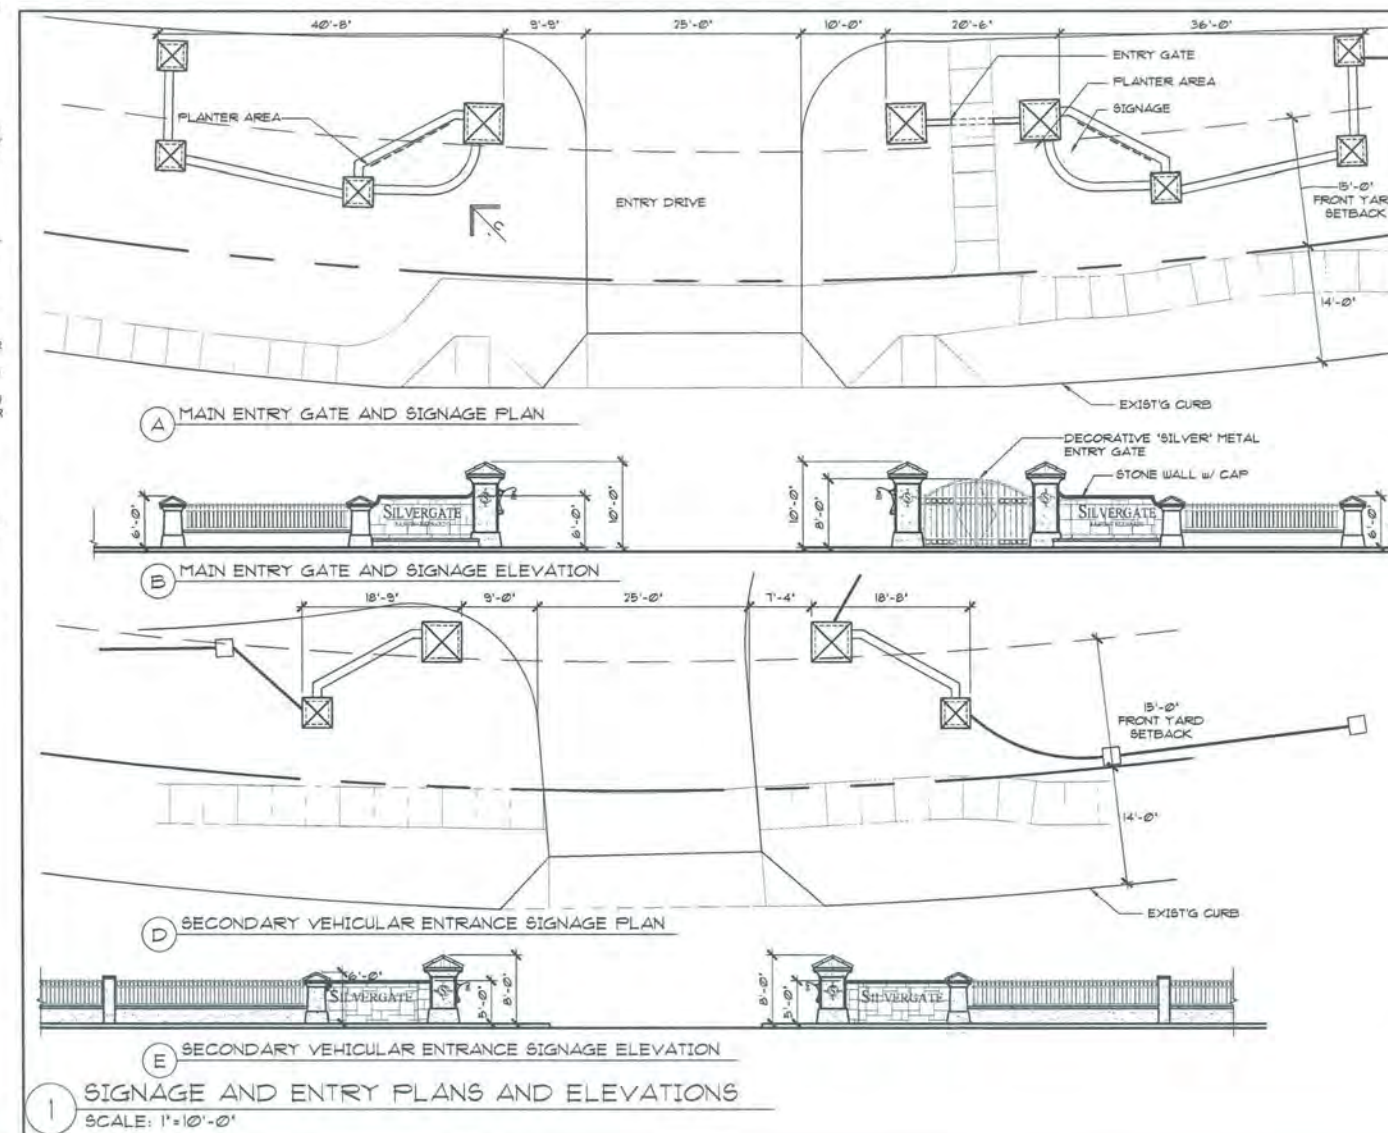 40'-8"
9'-9"
25'-0"
10'-0"
20'-6"
36'-0"
ENTRY GATE
PLANTER AREA
SIGNAGE
PLANTER AREA
ENTRY DRIVE
15'-0"
FRONT YARD
SETBACK
14'-0"
EXIST'G CURB
A MAIN ENTRY GATE AND SIGNAGE PLAN
DECORATIVE 'SILVER' METAL
ENTRY GATE
STONE WALL w/ CAP
6'-0"
SILVERGATE
6'-0"
10'-0"
10'-0"
8'-0"
SILVERGATE
6'-0"
B MAIN ENTRY GATE AND SIGNAGE ELEVATION
18'-9"
9'-0"
25'-0"
7'-4"
18'-8"
15'-0"
FRONT YARD
SETBACK
14'-0"
EXIST'G CURB
D SECONDARY VEHICULAR ENTRANCE SIGNAGE PLAN
6'-0"
SILVERGATE
5'-0"
8'-0"
8'-0"
5'-0"
SILVERGATE
E SECONDARY VEHICULAR ENTRANCE SIGNAGE ELEVATION
1 SIGNAGE AND ENTRY PLANS AND ELEVATIONS
SCALE: 1"=10'-0"